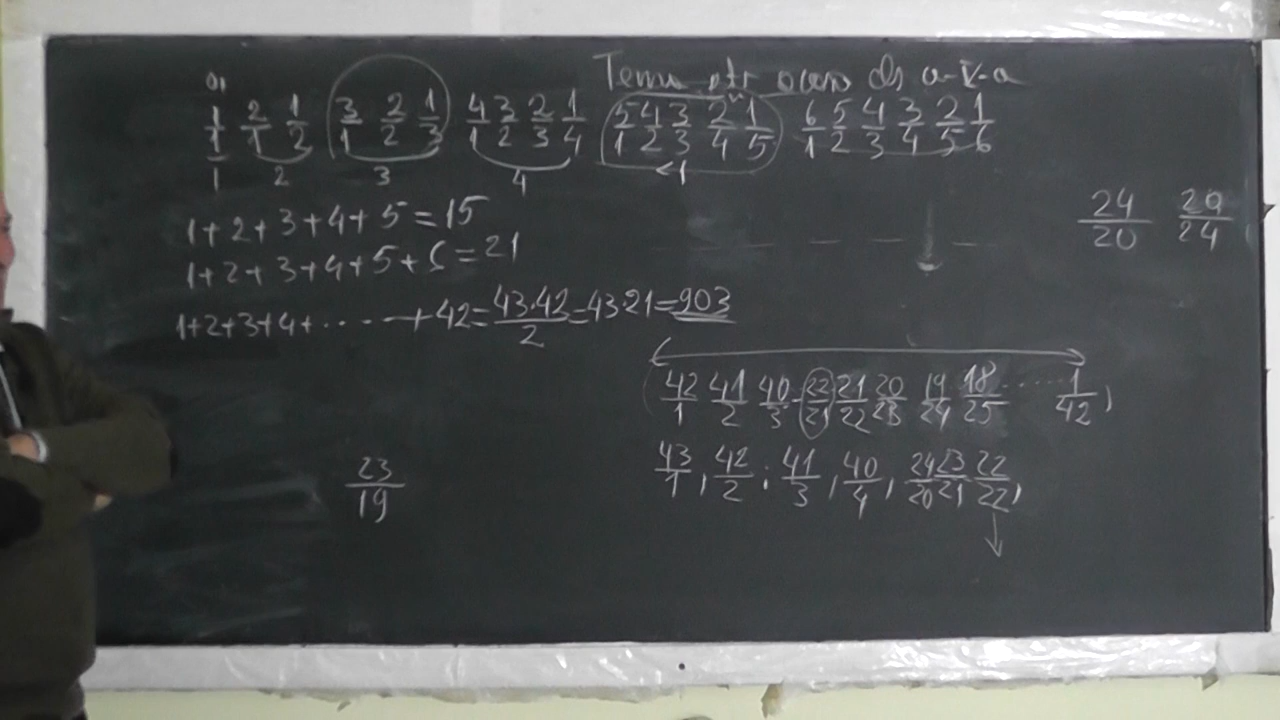 Tema ptr acasă ds a-V-a
1/1 2/1 1/2 3/1 2/2 1/3 4/1 3/2 2/3 1/4 5/1 4/2 3/3 2/4 1/5 6/1 5/2 4/3 3/4 2/5 1/6
1 2 3 4
24/20 20/24
1+2+3+4+5=15
1+2+3+4+5+6=21
1+2+3+4+.....+42=43·42/2=43·21=903
42/1 41/2 40/3 22/21 21/22 20/23 19/24 18/25 ..... 1/42,
43/1, 42/2; 41/3, 40/4, 24/20 23/21 22/22,
23/19